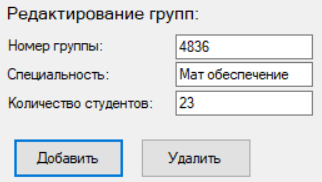 Редактирование групп:
Номер группы: 4836
Специальность: Мат обеспечение
Количество студентов: 23
Добавить Удалить